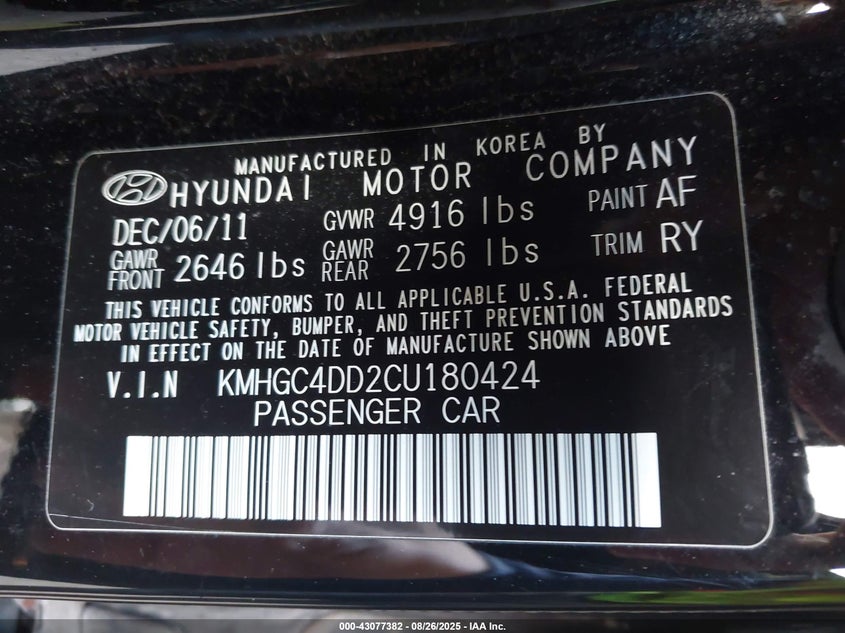 MANUFACTURED IN KOREA BY
HYUNDAI MOTOR COMPANY
DEC/06/11 GVWR 4916 lbs PAINT AF
GAWR FRONT 2646 lbs GAWR REAR 2756 lbs TRIM RY
THIS VEHICLE CONFORMS TO ALL APPLICABLE U.S.A. FEDERAL
MOTOR VEHICLE SAFETY, BUMPER, AND THEFT PREVENTION STANDARDS
IN EFFECT ON THE DATE OF MANUFACTURE SHOWN ABOVE
V.I.N KMHGC4DD2CU180424
PASSENGER CAR
000-43077382 - 08/26/2025 - IAA Inc.